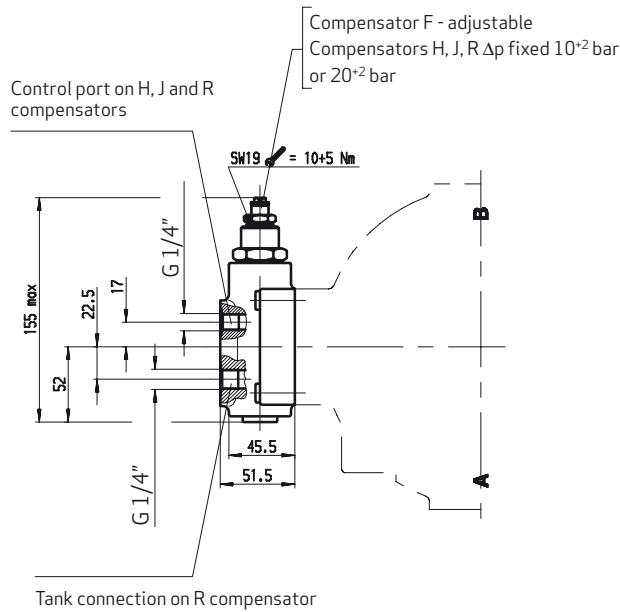 Compensator F - adjustable
Compensators H, J, R Δp fixed 10⁺² bar
or 20⁺² bar
Control port on H, J and R
compensators
SW19 = 10+5 Nm
G 1/4"
155 max
22.5
17
52
45.5
51.5
G 1/4"
B
A
Tank connection on R compensator